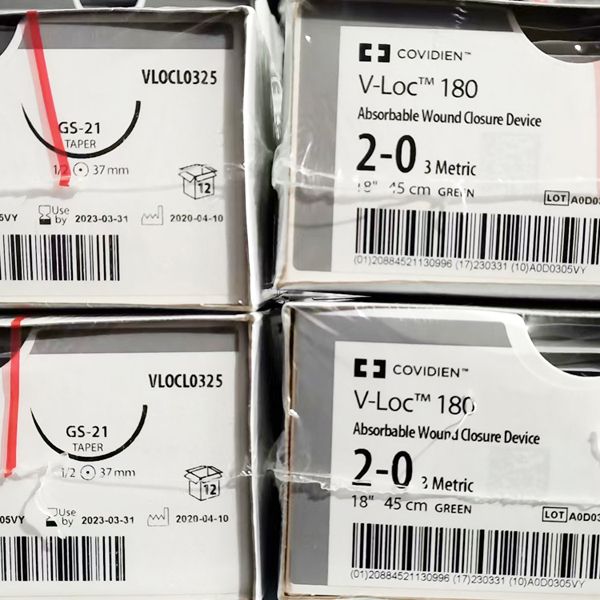 VLOCL0325
GS-21
TAPER
1/2 37mm
12
5VY Use by 2023-03-31 2020-04-10
COVIDIEN™
V-Loc™ 180
Absorbable Wound Closure Device
2-0 3 Metric
18" 45 cm GREEN
LOT A0D0
(01)20884521130996 (17)230331 (10)A0D0305VY
VLOCL0325
GS-21
TAPER
1/2 37mm
12
05VY Use by 2023-03-31 2020-04-10
COVIDIEN™
V-Loc™ 180
Absorbable Wound Closure Device
2-0 3 Metric
18" 45 cm GREEN
LOT A0D03
(01)20884521130996 (17)230331 (10)A0D0305VY